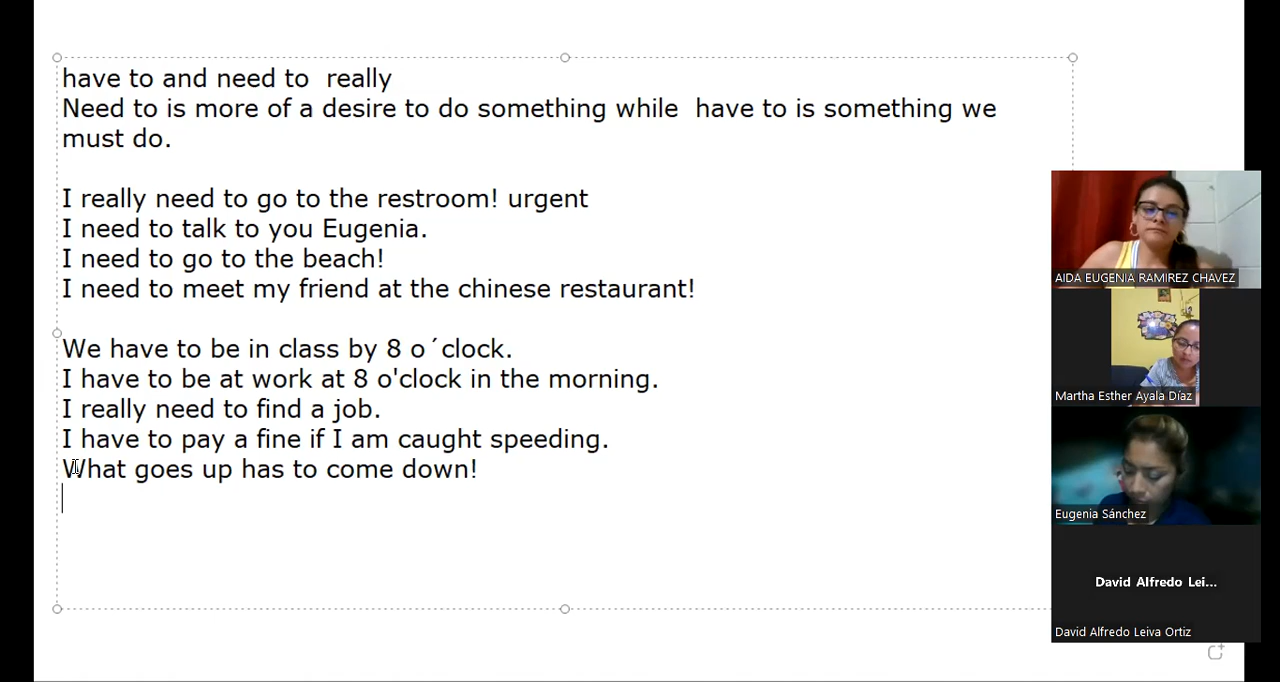 have to and need to  really
Need to is more of a desire to do something while  have to is something we
must do.
I really need to go to the restroom! urgent
I need to talk to you Eugenia.
I need to go to the beach!
I need to meet my friend at the chinese restaurant!
We have to be in class by 8 o´clock.
I have to be at work at 8 o'clock in the morning.
I really need to find a job.
I have to pay a fine if I am caught speeding.
What goes up has to come down!
AIDA EUGENIA RAMIREZ CHAVEZ
Martha Esther Ayala Díaz
Eugenia Sánchez
David Alfredo Lei...
David Alfredo Leiva Ortiz